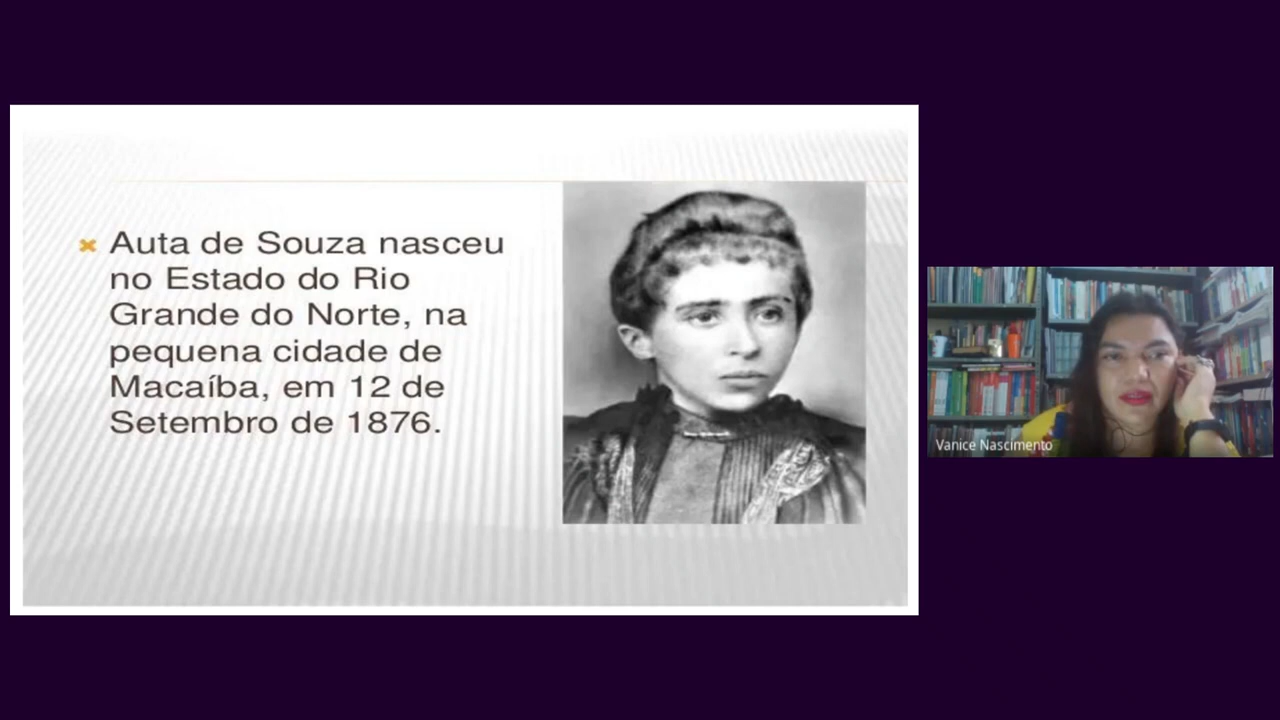 Auta de Souza nasceu
no Estado do Rio
Grande do Norte, na
pequena cidade de
Macaíba, em 12 de
Setembro de 1876.
Vanice Nascimento